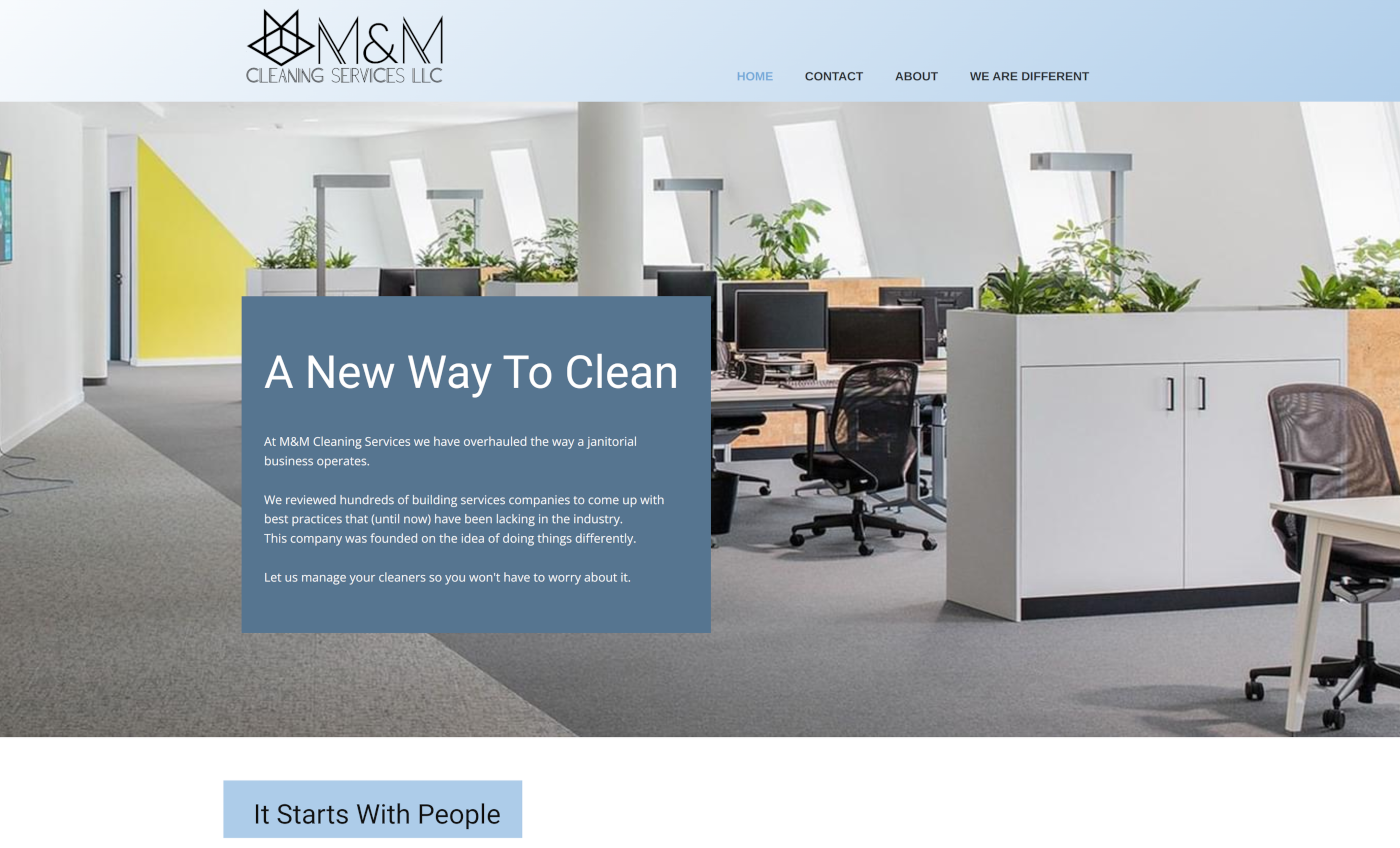 M&M
CLEANING SERVICES LLC
HOME CONTACT ABOUT WE ARE DIFFERENT
A New Way To Clean
At M&M Cleaning Services we have overhauled the way a janitorial
business operates.
We reviewed hundreds of building services companies to come up with
best practices that (until now) have been lacking in the industry.
This company was founded on the idea of doing things differently.
Let us manage your cleaners so you won't have to worry about it.
It Starts With People